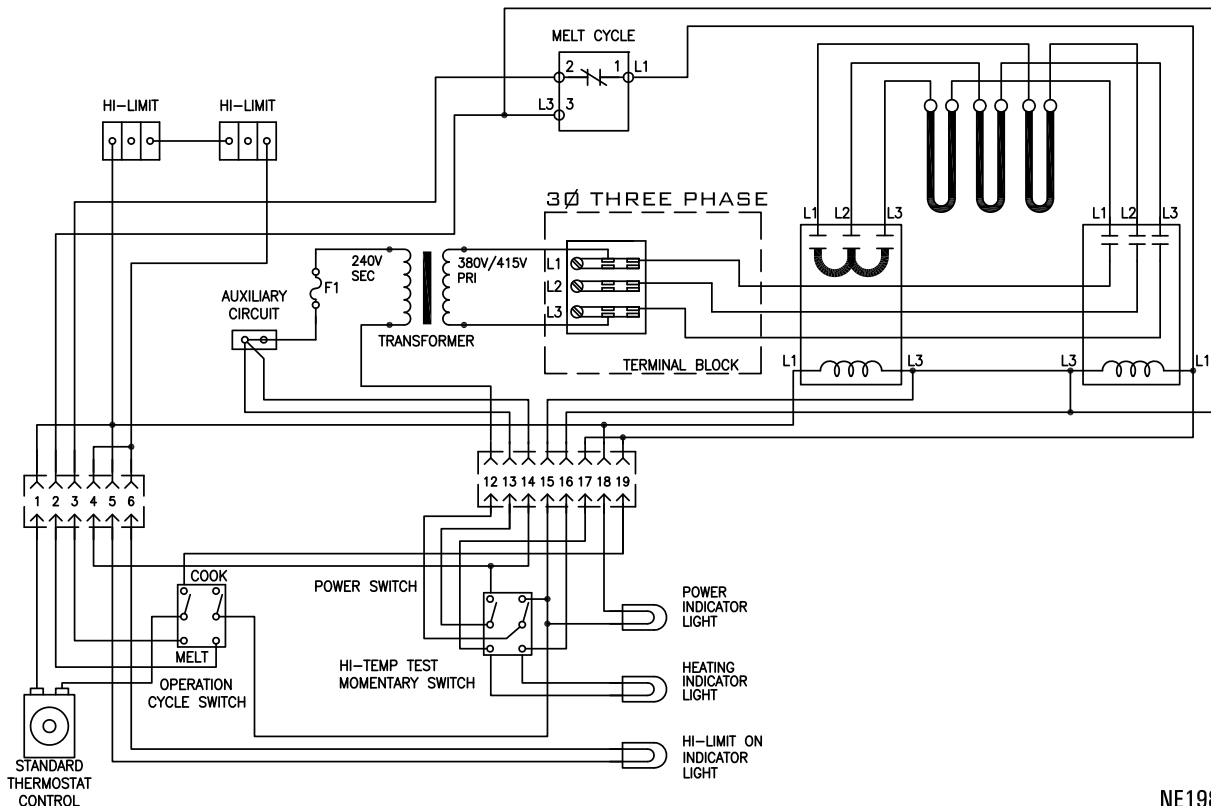 MELT CYCLE
2 1 L1
L3 3
HI-LIMIT HI-LIMIT
3Ø THREE PHASE
L1 L2 L3
L1 L2 L3
240V
SEC
380V/415V
PRI
F1
AUXILIARY
CIRCUIT
TRANSFORMER
L1
L2
L3
TERMINAL BLOCK
L1 L3
L3 L1
1 2 3 4 5 6
12 13 14 15 16 17 18 19
COOK
MELT
OPERATION
CYCLE SWITCH
POWER SWITCH
HI-TEMP TEST
MOMENTARY SWITCH
POWER
INDICATOR
LIGHT
HEATING
INDICATOR
LIGHT
HI-LIMIT ON
INDICATOR
LIGHT
STANDARD
THERMOSTAT
CONTROL